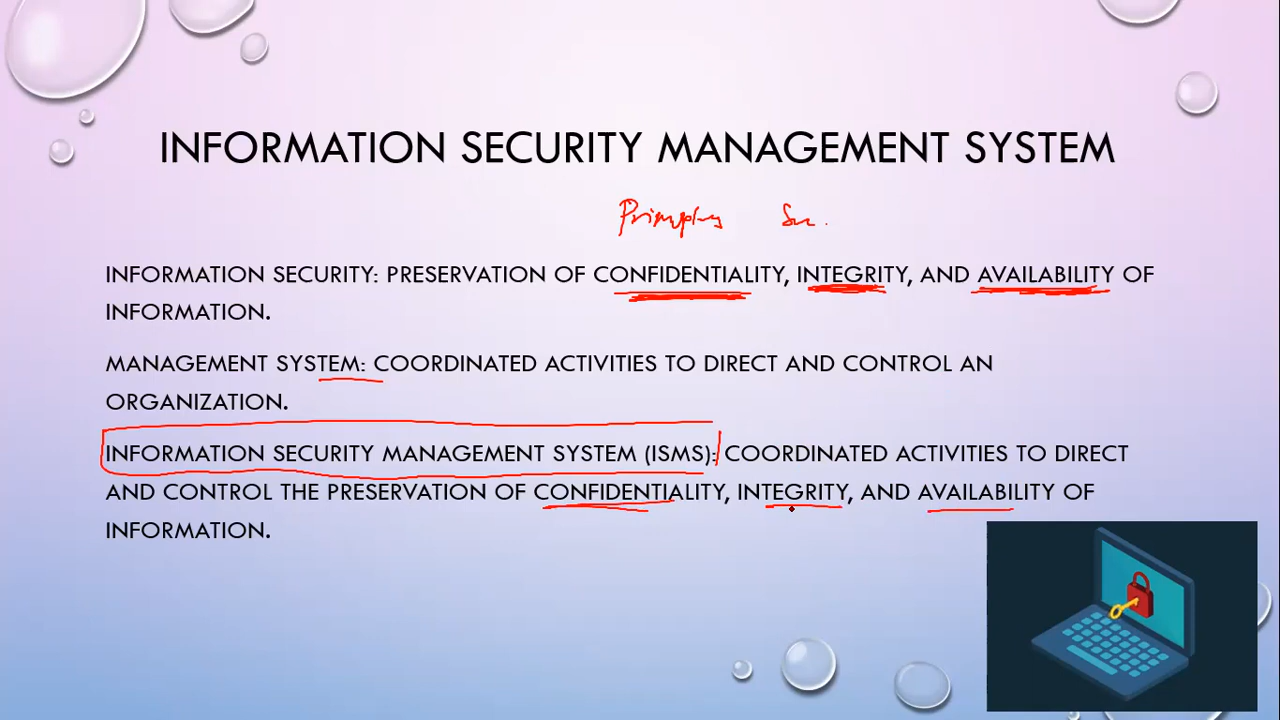 INFORMATION SECURITY MANAGEMENT SYSTEM
INFORMATION SECURITY: PRESERVATION OF CONFIDENTIALITY, INTEGRITY, AND AVAILABILITY OF
INFORMATION.
MANAGEMENT SYSTEM: COORDINATED ACTIVITIES TO DIRECT AND CONTROL AN
ORGANIZATION.
INFORMATION SECURITY MANAGEMENT SYSTEM (ISMS): COORDINATED ACTIVITIES TO DIRECT
AND CONTROL THE PRESERVATION OF CONFIDENTIALITY, INTEGRITY, AND AVAILABILITY OF
INFORMATION.